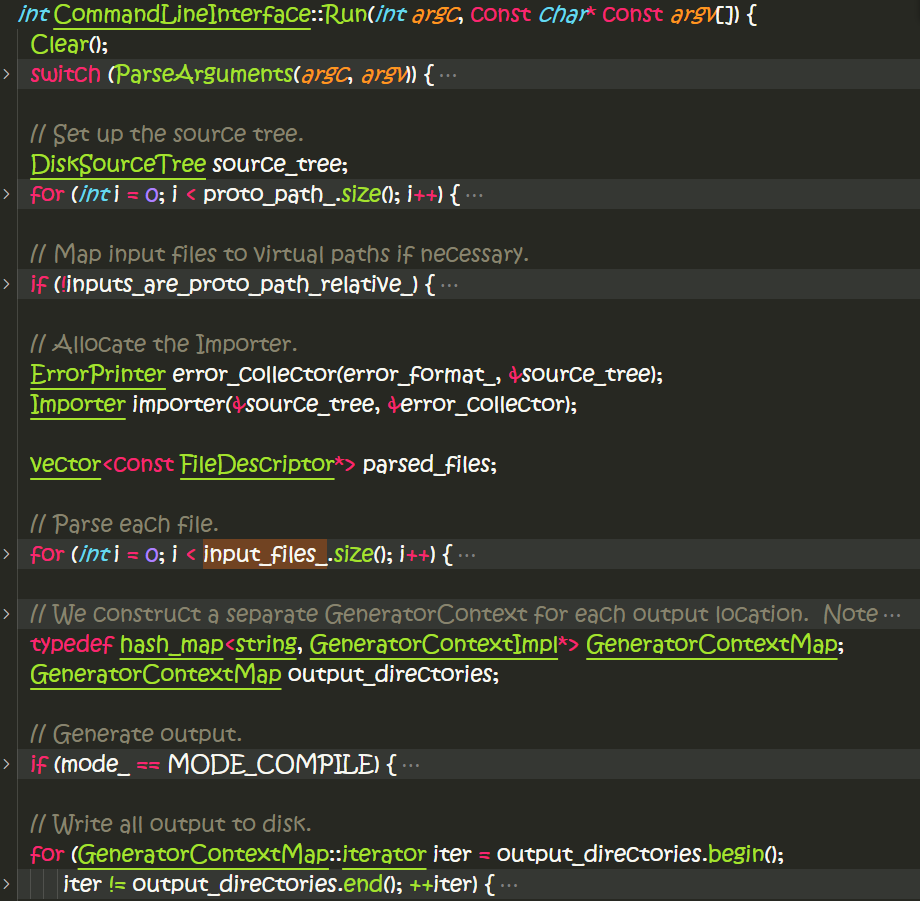 int CommandLineInterface::Run(int argc, const char* const argv[]) {
Clear();
switch (ParseArguments(argc, argv)) { ···
// Set up the source tree.
DiskSourceTree source_tree;
for (int i = 0; i < proto_path_.size(); i++) { ···
// Map input files to virtual paths if necessary.
if (!inputs_are_proto_path_relative_) { ···
// Allocate the Importer.
ErrorPrinter error_collector(error_format_, &source_tree);
Importer importer(&source_tree, &error_collector);
vector<const FileDescriptor*> parsed_files;
// Parse each file.
for (int i = 0; i < input_files_.size(); i++) { ···
// We construct a separate GeneratorContext for each output location.  Note ···
typedef hash_map<string, GeneratorContextImpl*> GeneratorContextMap;
GeneratorContextMap output_directories;
// Generate output.
if (mode_ == MODE_COMPILE) { ···
// Write all output to disk.
for (GeneratorContextMap::iterator iter = output_directories.begin();
iter != output_directories.end(); ++iter) { ···